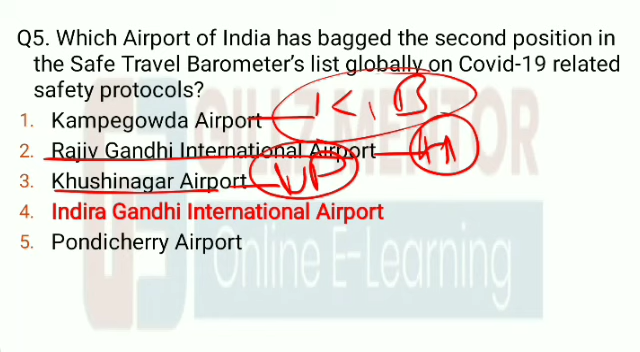 Q5. Which Airport of India has bagged the second position in
the Safe Travel Barometer's list globally on Covid-19 related
safety protocols?
1. Kampegowda Airport K, B
2. Rajiv Gandhi International Airport
3. Khushinagar Airport UP
4. Indira Gandhi International Airport
5. Pondicherry Airport
Online E-Learning